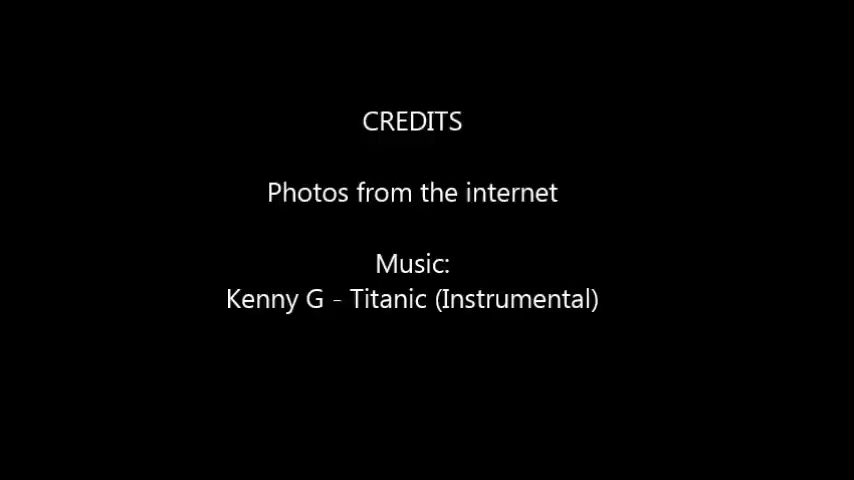 CREDITS
Photos from the internet
Music:
Kenny G - Titanic (Instrumental)